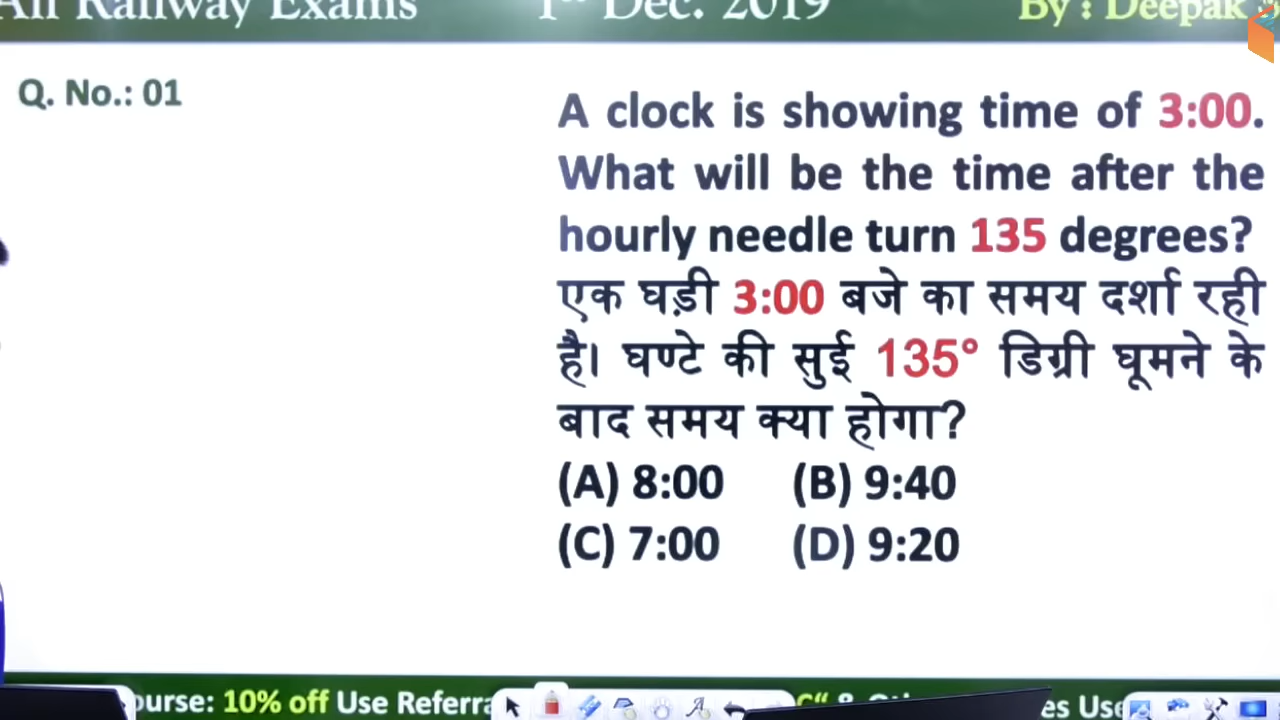 All Railway Exams 1st Dec. 2019 By : Deepak
Q. No.: 01
A clock is showing time of 3:00.
What will be the time after the
hourly needle turn 135 degrees?
एक घड़ी 3:00 बजे का समय दर्शा रही
है। घण्टे की सुई 135° डिग्री घूमने के
बाद समय क्या होगा?
(A) 8:00 (B) 9:40
(C) 7:00 (D) 9:20
10% off Use